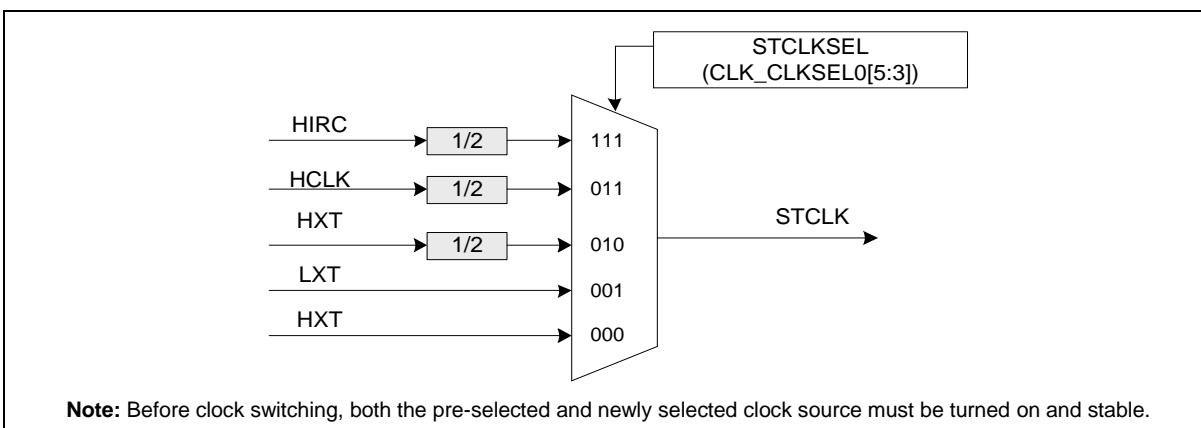 STCLKSEL
(CLK_CLKSEL0[5:3])
HIRC
1/2
111
HCLK
1/2
011
HXT
1/2
010
STCLK
LXT
001
HXT
000
Note: Before clock switching, both the pre-selected and newly selected clock source must be turned on and stable.